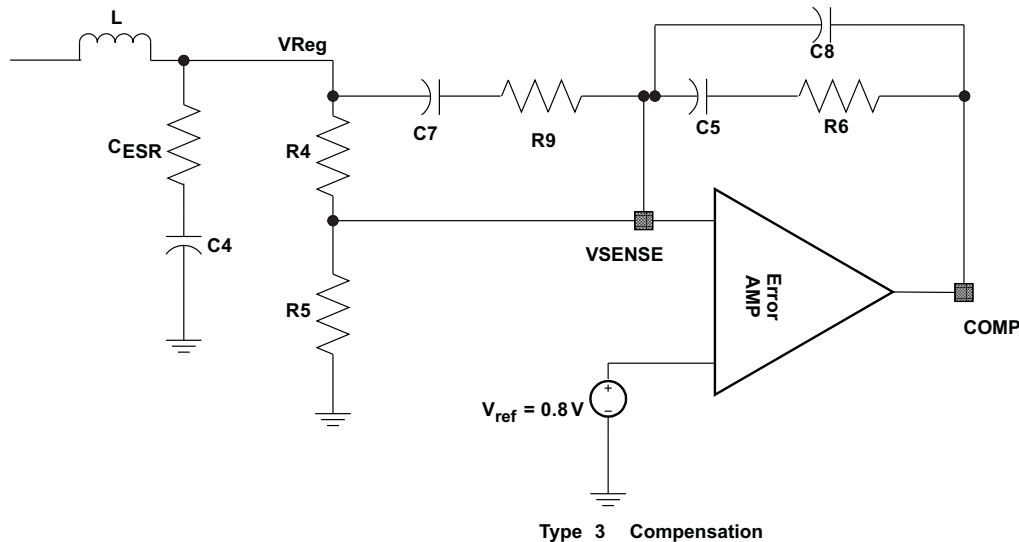 L
VReg
C8
C7
R9
C5
R6
CESR
R4
C4
VSENSE
Error
AMP
R5
COMP
Vref = 0.8 V
+
−
Type 3 Compensation